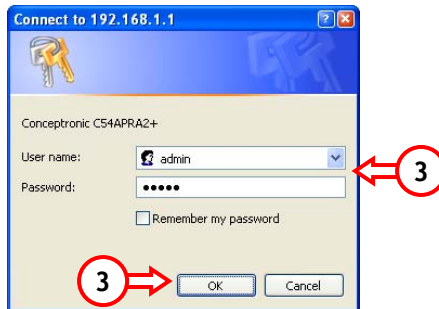 Connect to 192.168.1.1
Conceptronic C54APRA2+
User name: admin
3
Password: •••••
Remember my password
3
OK Cancel